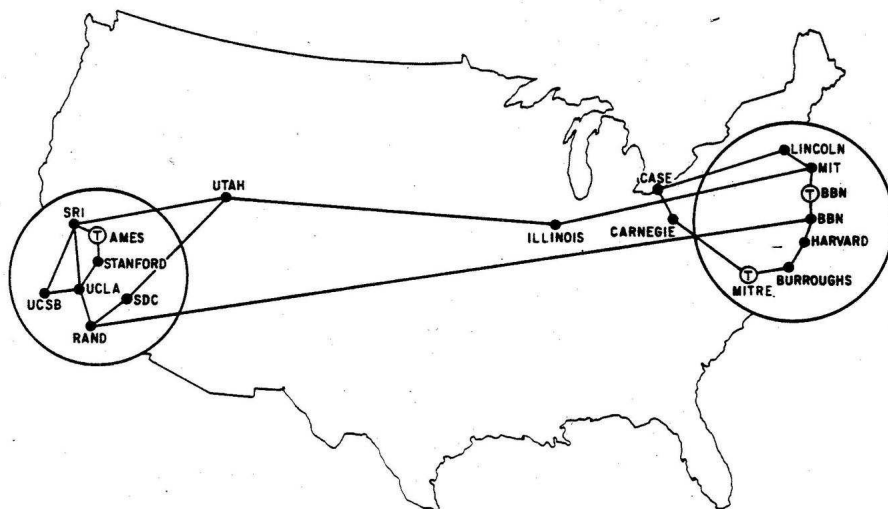 LINCOLN
MIT
T BBN
BBN
HARVARD
BURROUGHS
T
MITRE
CASE
CARNEGIE
ILLINOIS
UTAH
SRI
T AMES
STANFORD
UCLA
UCSB
SDC
RAND